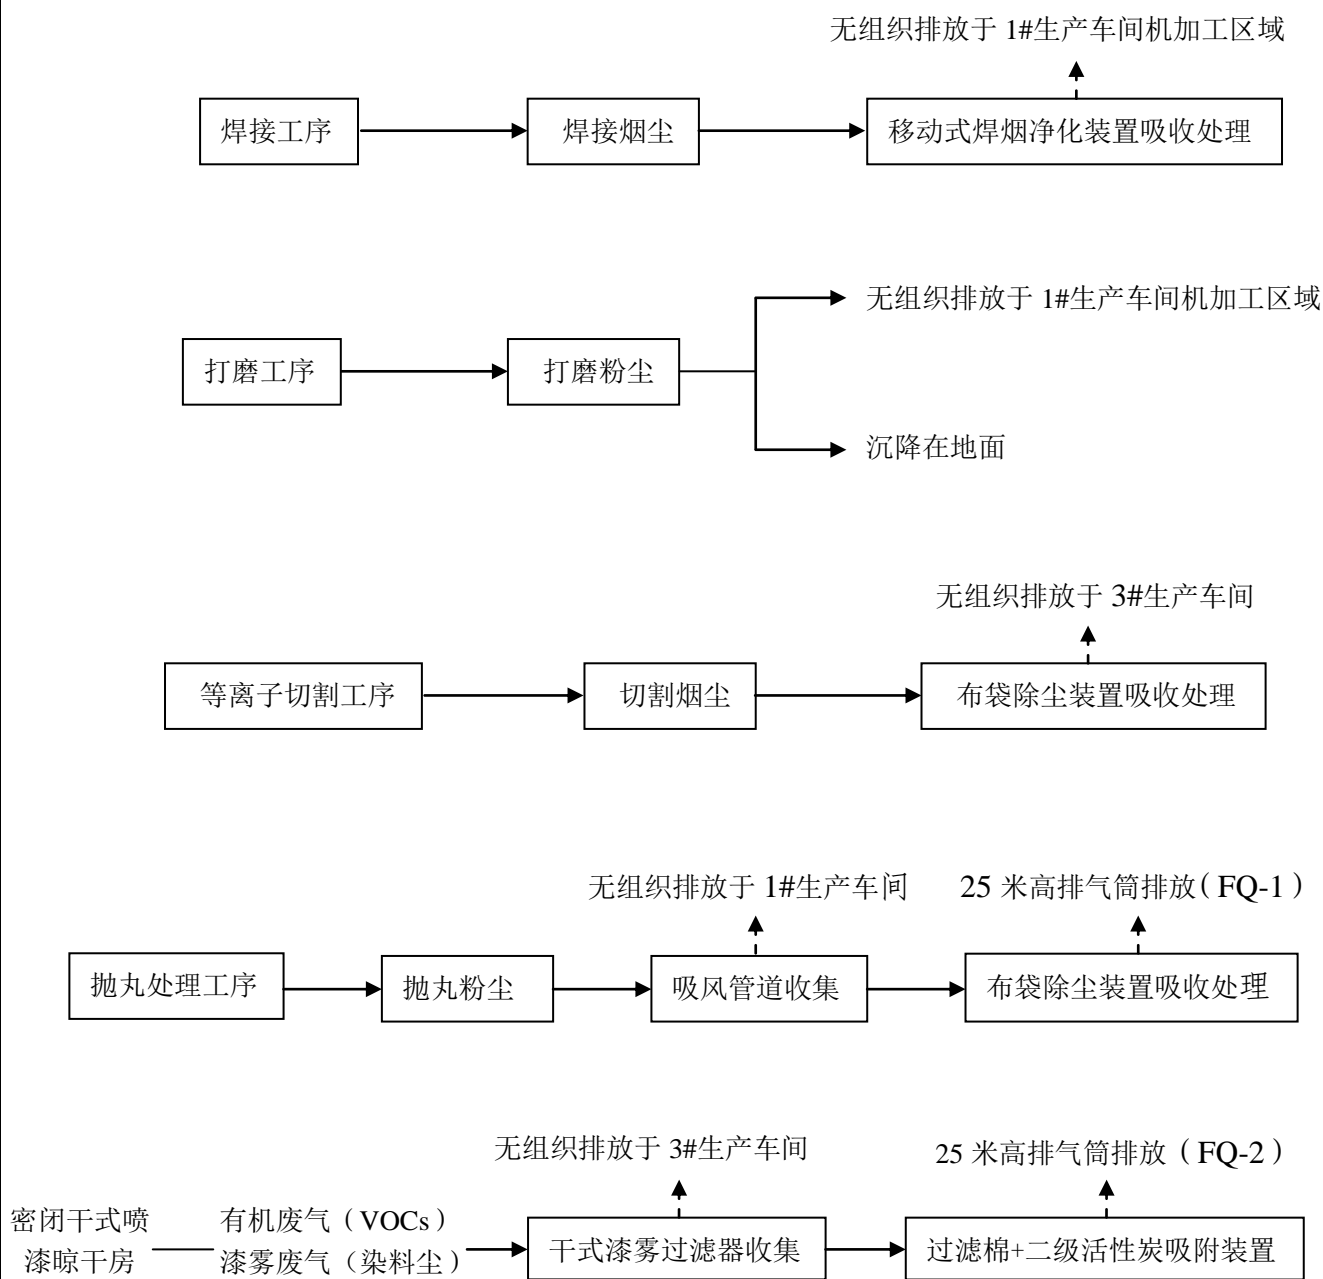 无组织排放于 1#生产车间机加工区域
焊接工序
焊接烟尘
移动式焊烟净化装置吸收处理
无组织排放于 1#生产车间机加工区域
打磨工序
打磨粉尘
沉降在地面
无组织排放于 3#生产车间
等离子切割工序
切割烟尘
布袋除尘装置吸收处理
无组织排放于 1#生产车间
25 米高排气筒排放（FQ-1）
抛丸处理工序
抛丸粉尘
吸风管道收集
布袋除尘装置吸收处理
无组织排放于 3#生产车间
25 米高排气筒排放（FQ-2）
密闭干式喷
漆晾干房
有机废气（VOCs）
漆雾废气（染料尘）
干式漆雾过滤器收集
过滤棉+二级活性炭吸附装置